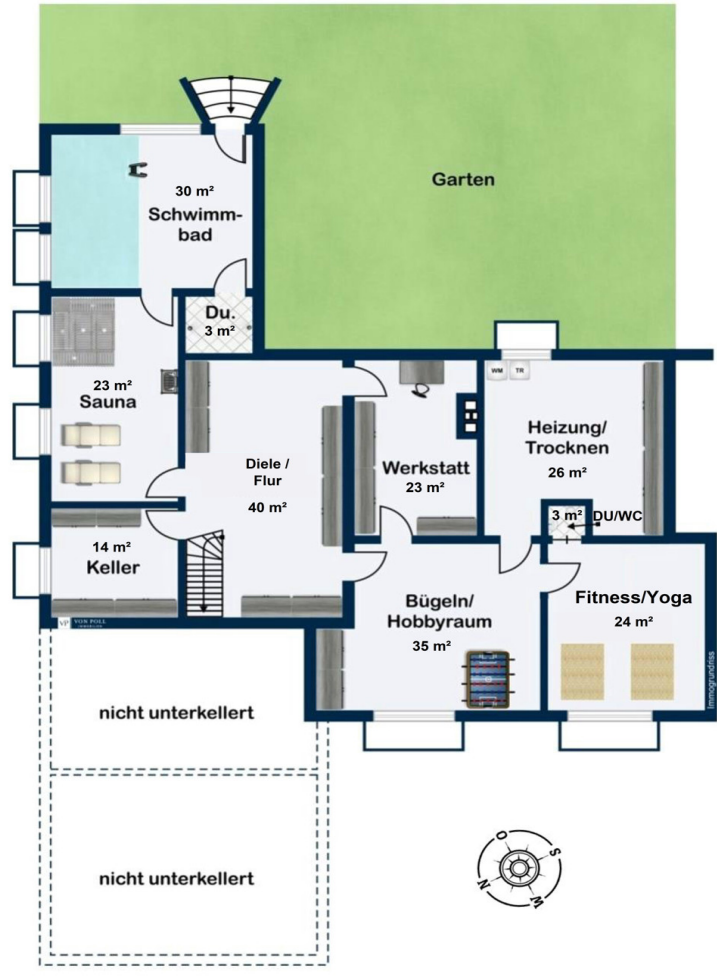 Garten
30 m²
Schwimm-
bad
Du.
3 m²
23 m²
Sauna
WM
TR
Heizung/
Trocknen
26 m²
Diele /
Flur
40 m²
Werkstatt
23 m²
3 m²
DU/WC
14 m²
Keller
Bügeln/
Hobbyraum
35 m²
Fitness/Yoga
24 m²
VP VON POLL
IMMOBILIEN
Immogrundriss
nicht unterkellert
nicht unterkellert
O
S
N
W